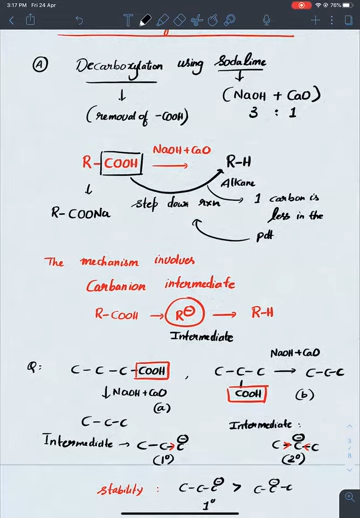 3:17 PM Fri 24 Apr
76%
Ⓐ Decarboxylation using Sodalime
(removal of -COOH)
(NaOH + CaO)
3 : 1
R-COOH NaOH+CaO → R-H
Alkane
R-COONa
step down rxn
→ 1 carbon is
less in the
pdt
The mechanism involves
Carbanion intermediate
R-COOH → R⊖ → R-H
Intermediate
Q: C-C-C-COOH , C-C-C NaOH+CaO → C-C-C
COOH (b)
↓ NaOH+CaO
(a)
C-C-C
Intermediate → C-C→C⊖
(1°)
Intermediate:
C→C⊖←C
(2°)
stability : C-C-C⊖ > C-C⊖-C
1°